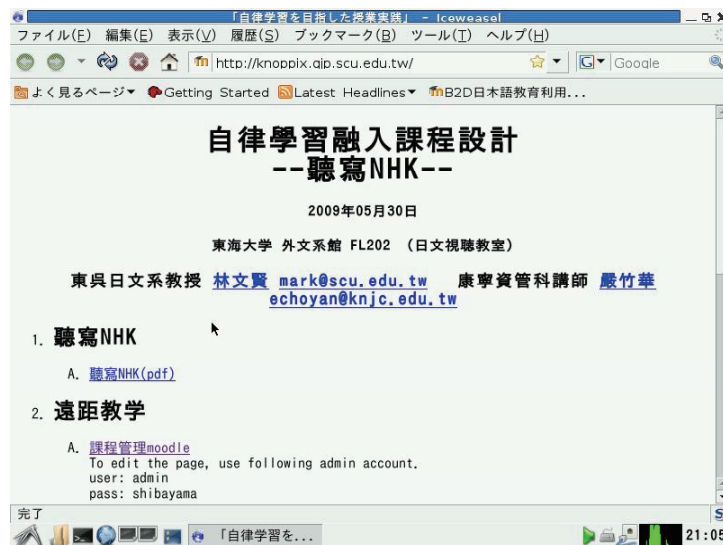 「自律学習を目指した授業実践」 - Iceweasel
ファイル(F) 編集(E) 表示(V) 履歴(S) ブックマーク(B) ツール(T) ヘルプ(H)
http://knoppix.gjp.scu.edu.tw/ Google
よく見るページ Getting Started Latest Headlines B2D日本語教育利用...
自律學習融入課程設計
--聽寫NHK--
2009年05月30日
東海大学 外文系館 FL202 (日文視聴教室)
東呉日文系教授 林文賢 mark@scu.edu.tw 康寧資管科講師 嚴竹華
echoyan@knjc.edu.tw
1. 聽寫NHK
A. 聽寫NHK(pdf)
2. 遠距教学
A. 課程管理moodle
To edit the page, use following admin account.
user: admin
pass: shibayama
完了
「自律学習を...
21:05